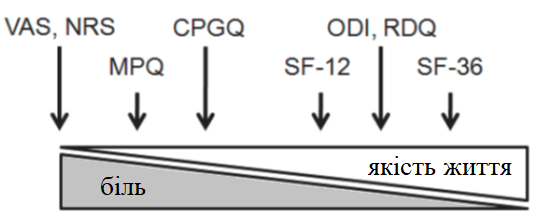 VAS, NRS
CPGQ
ODI, RDQ
MPQ
SF-12
SF-36
якість життя
біль